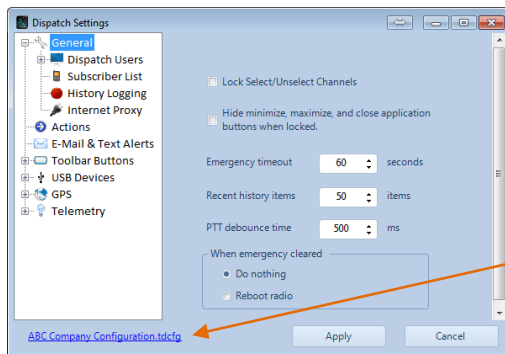 Dispatch Settings
General
Dispatch Users
Subscriber List
History Logging
Internet Proxy
Actions
E-Mail & Text Alerts
Toolbar Buttons
USB Devices
GPS
Telemetry
Lock Select/Unselect Channels
Hide minimize, maximize, and close application
buttons when locked.
Emergency timeout 60 seconds
Recent history items 50 items
PTT debounce time 500 ms
When emergency cleared
Do nothing
Reboot radio
ABC Company Configuration.tdcfg
Apply
Cancel